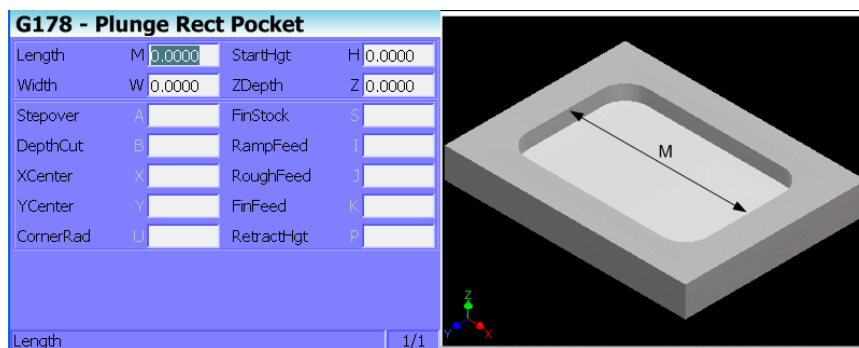 G178 - Plunge Rect Pocket
Length M 0.0000 StartHgt H 0.0000
Width W 0.0000 ZDepth Z 0.0000
Stepover A FinStock S
DepthCut B RampFeed I
XCenter X RoughFeed J
YCenter Y FinFeed K
CornerRad U RetractHgt P
Length 1/1
M
Z
Y X